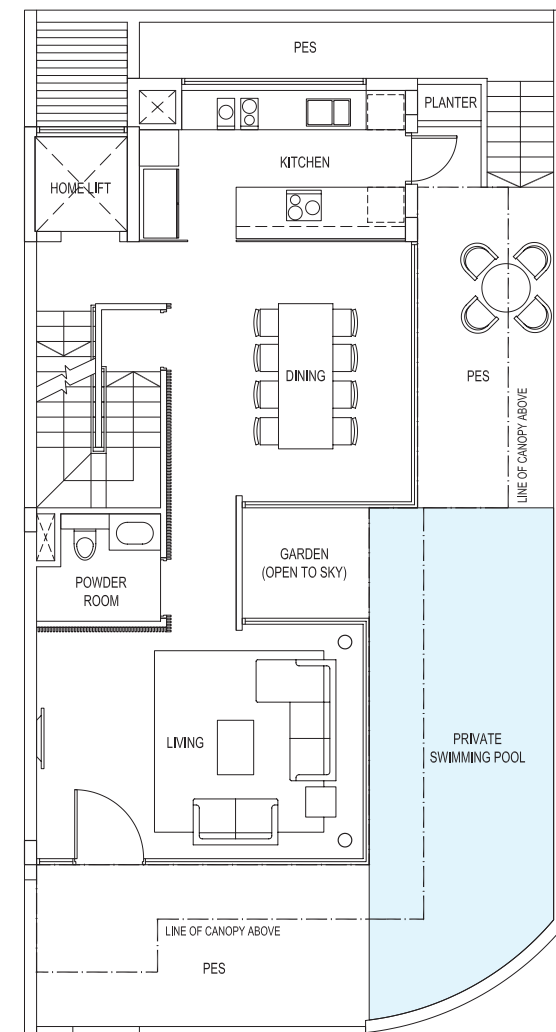 PES
PLANTER
KITCHEN
HOME LIFT
DINING
PES
LINE OF CANOPY ABOVE
GARDEN
(OPEN TO SKY)
POWDER
ROOM
LIVING
PRIVATE
SWIMMING POOL
LINE OF CANOPY ABOVE
PES